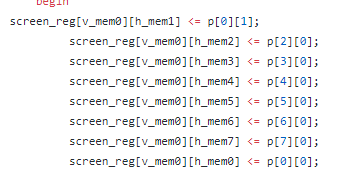 begin
screen_reg[v_mem0][h_mem1] <= p[0][1];
screen_reg[v_mem0][h_mem2] <= p[2][0];
screen_reg[v_mem0][h_mem3] <= p[3][0];
screen_reg[v_mem0][h_mem4] <= p[4][0];
screen_reg[v_mem0][h_mem5] <= p[5][0];
screen_reg[v_mem0][h_mem6] <= p[6][0];
screen_reg[v_mem0][h_mem7] <= p[7][0];
screen_reg[v_mem0][h_mem0] <= p[0][0];